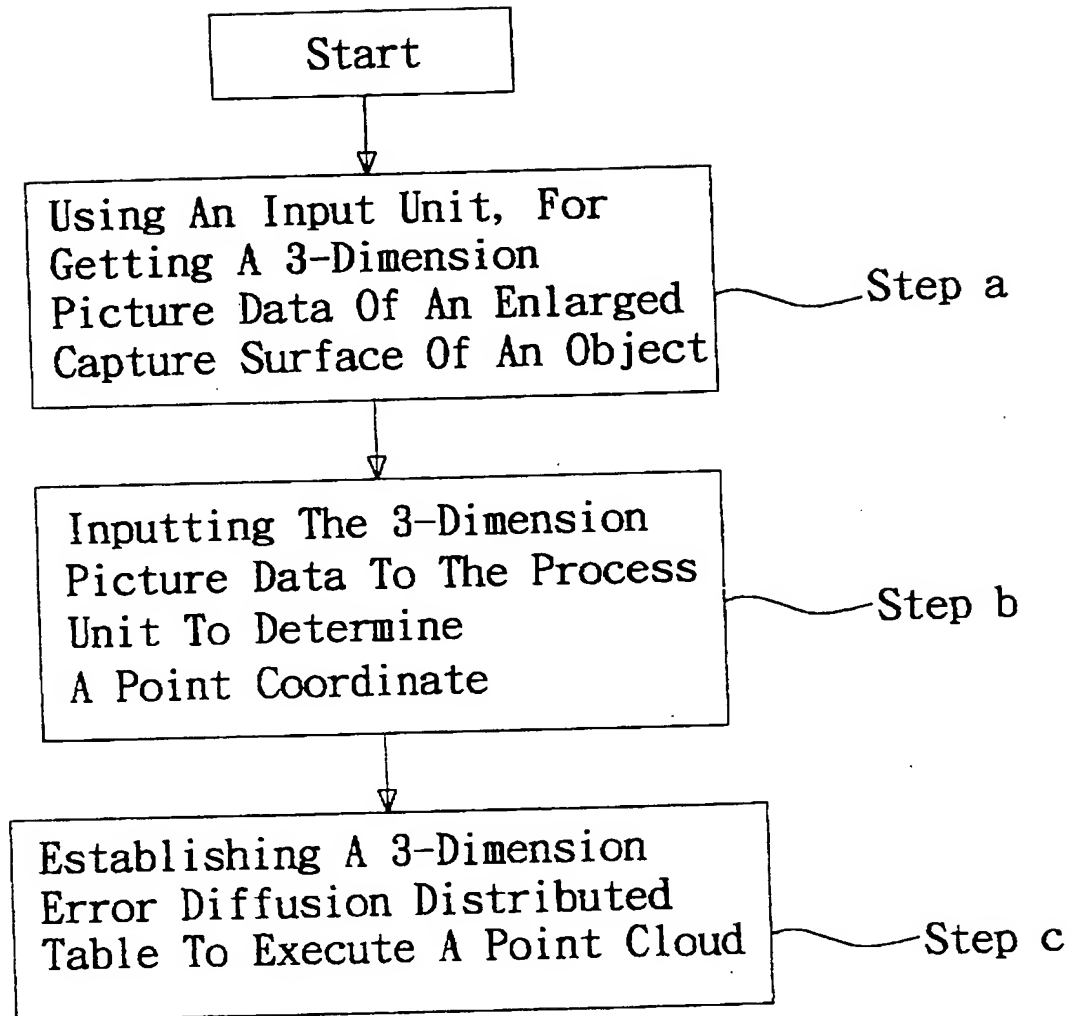 Start
Using An Input Unit, For
Getting A 3-Dimension
Picture Data Of An Enlarged
Capture Surface Of An Object
Step a
Inputting The 3-Dimension
Picture Data To The Process
Unit To Determine
A Point Coordinate
Step b
Establishing A 3-Dimension
Error Diffusion Distributed
Table To Execute A Point Cloud
Step c